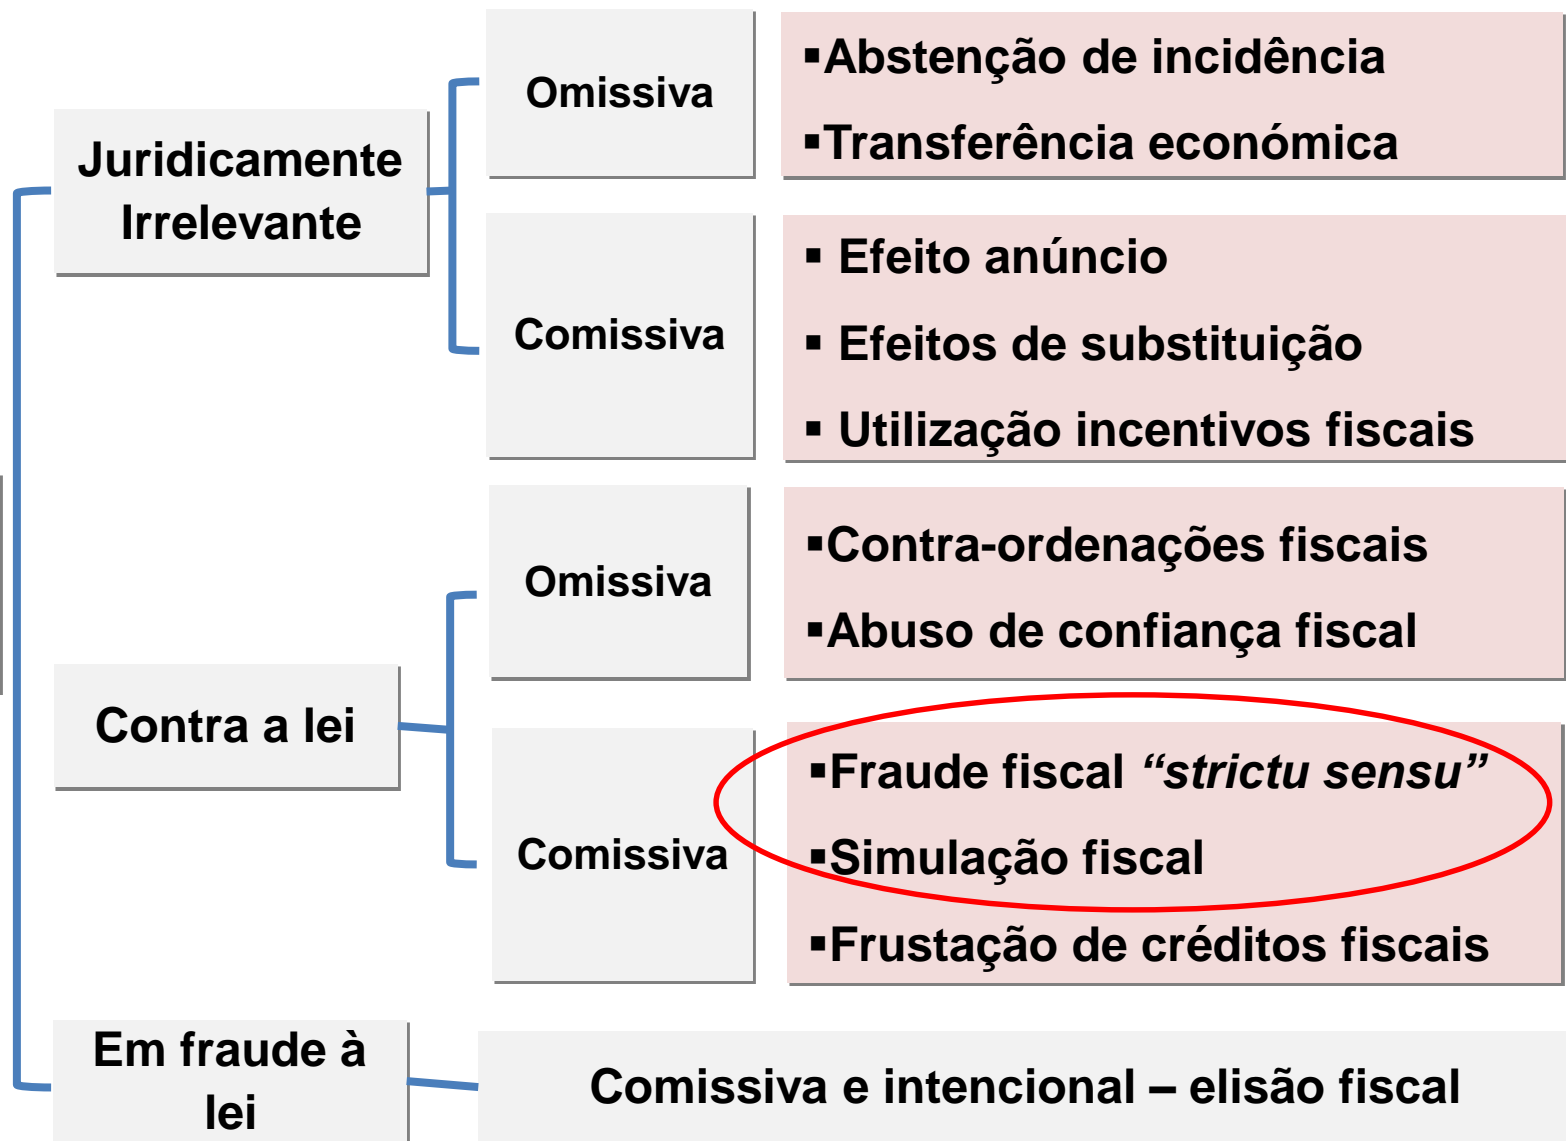 Juridicamente
Irrelevante
Omissiva
▪Abstenção de incidência
▪Transferência económica
Comissiva
▪ Efeito anúncio
▪ Efeitos de substituição
▪ Utilização incentivos fiscais
Contra a lei
Omissiva
▪Contra-ordenações fiscais
▪Abuso de confiança fiscal
Comissiva
▪Fraude fiscal “strictu sensu”
▪Simulação fiscal
▪Frustação de créditos fiscais
Em fraude à
lei
Comissiva e intencional – elisão fiscal